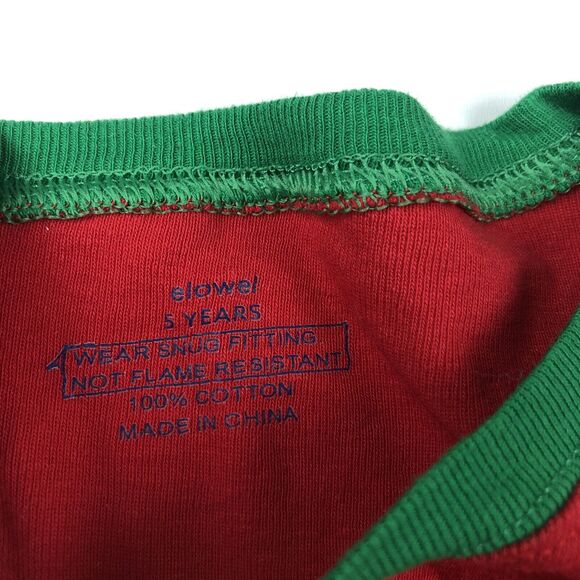 elowel
5 YEARS
WEAR SNUG FITTING
NOT FLAME RESISTANT
100% COTTON
MADE IN CHINA